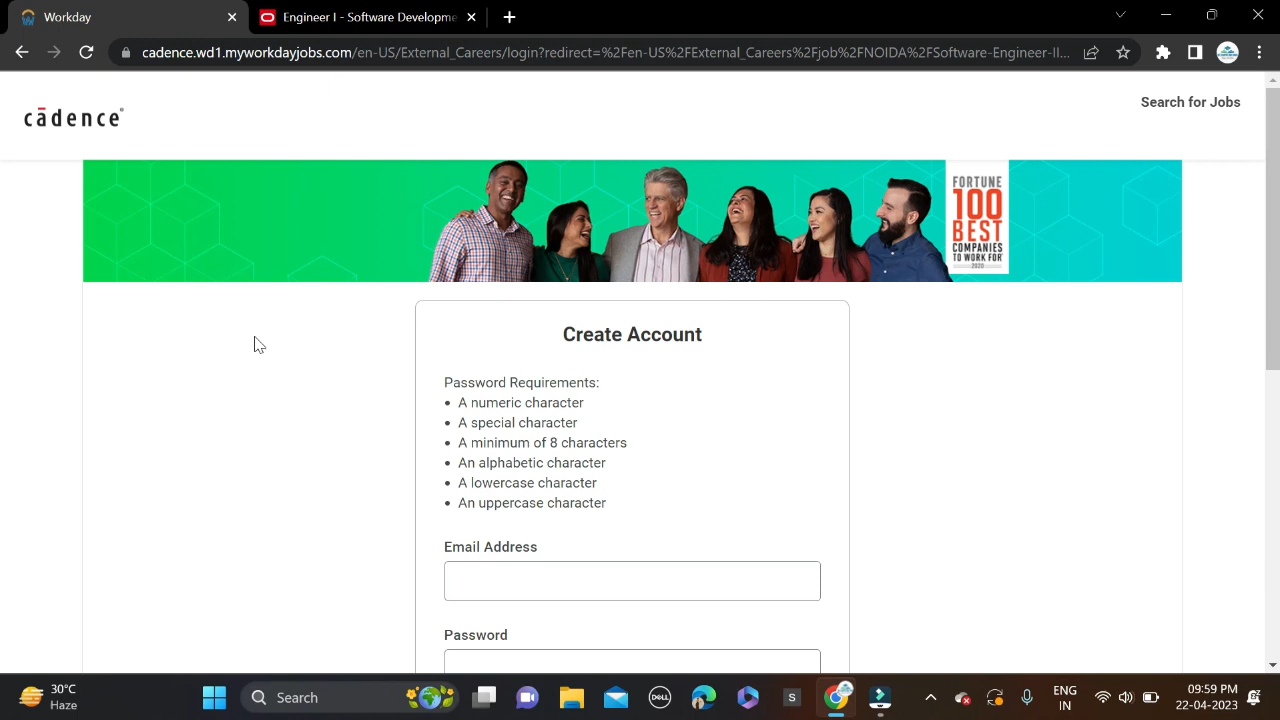 Workday
Engineer I - Software Developme
cadence.wd1.myworkdayjobs.com/en-US/External_Careers/login?redirect=%2Fen-US%2FExternal_Careers%2Fjob%2FNOIDA%2FSoftware-Engineer-II...
cādence®
Search for Jobs
FORTUNE
100
BEST
COMPANIES
TO WORK FOR®
2020
Create Account
Password Requirements:
• A numeric character
• A special character
• A minimum of 8 characters
• An alphabetic character
• A lowercase character
• An uppercase character
Email Address
Password
30°C
Haze
Search
DELL
S
ENG
IN
09:59 PM
22-04-2023